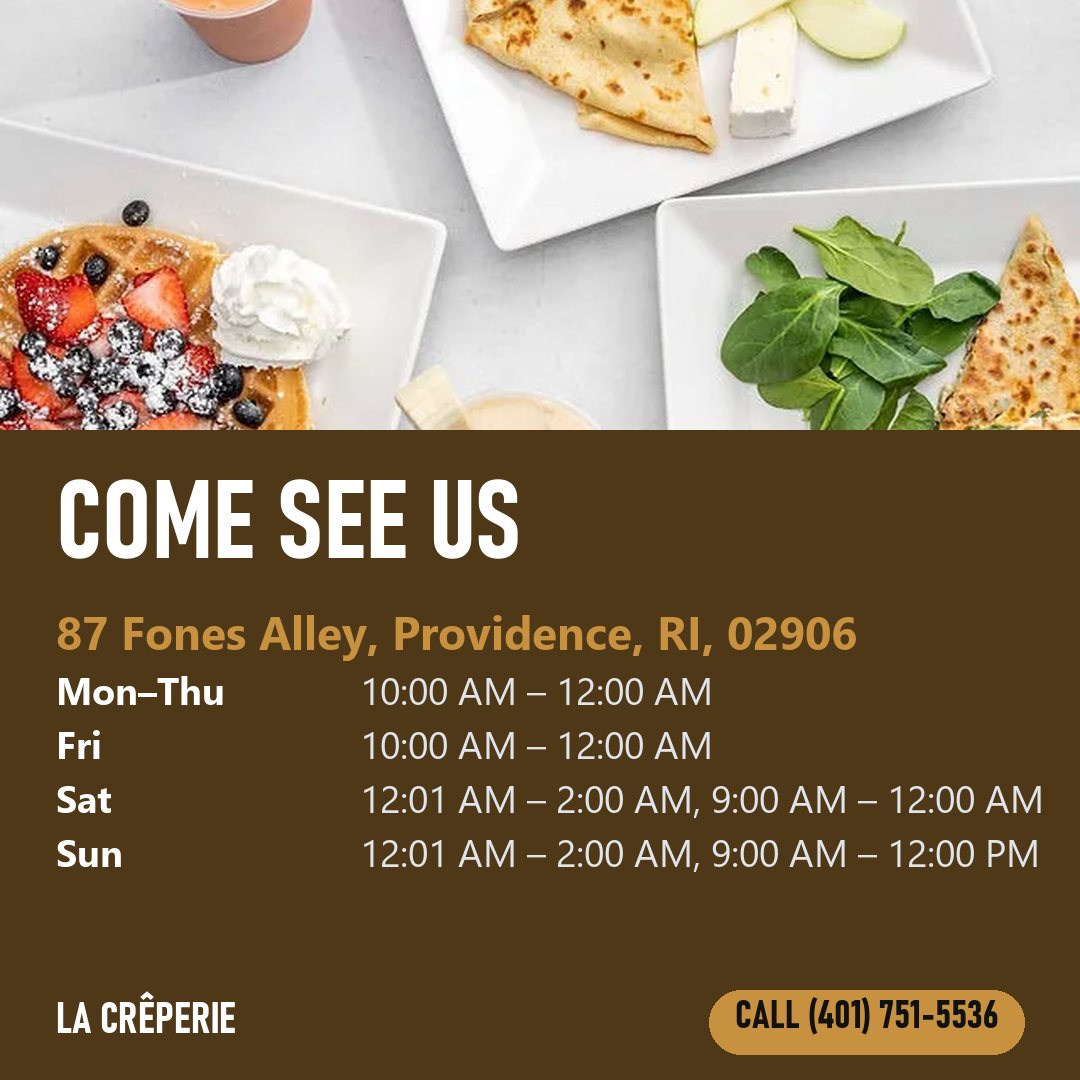 COME SEE US
87 Fones Alley, Providence, RI, 02906
Mon–Thu 10:00 AM – 12:00 AM
Fri 10:00 AM – 12:00 AM
Sat 12:01 AM – 2:00 AM, 9:00 AM – 12:00 AM
Sun 12:01 AM – 2:00 AM, 9:00 AM – 12:00 PM
LA CRÊPERIE
CALL (401) 751-5536